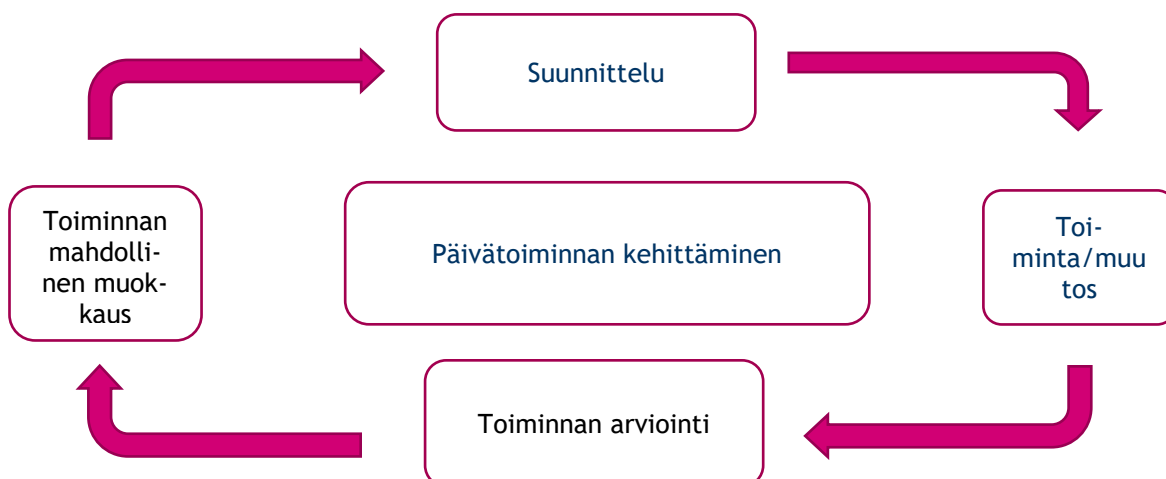 Suunnittelu
Toiminnan
mahdolli-
nen muok-
kaus
Päivätoiminnan kehittäminen
Toi-
minta/muu
tos
Toiminnan arviointi